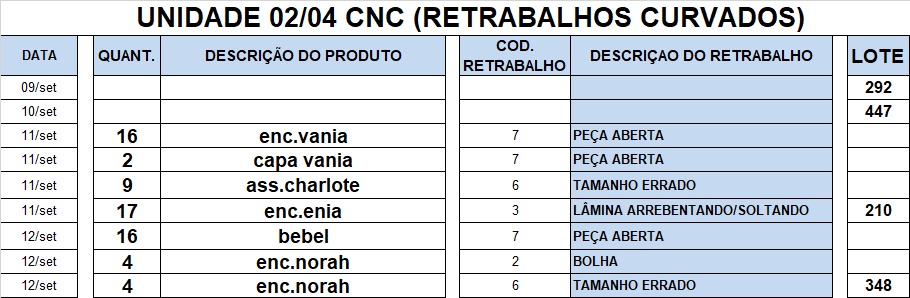 UNIDADE 02/04 CNC (RETRABALHOS CURVADOS)
DATA QUANT. DESCRIÇÃO DO PRODUTO COD. RETRABALHO DESCRIÇAO DO RETRABALHO LOTE
09/set 292
10/set 447
11/set 16 enc.vania 7 PEÇA ABERTA
11/set 2 capa vania 7 PEÇA ABERTA
11/set 9 ass.charlote 6 TAMANHO ERRADO
11/set 17 enc.enia 3 LÂMINA ARREBENTANDO/SOLTANDO 210
12/set 16 bebel 7 PEÇA ABERTA
12/set 4 enc.norah 2 BOLHA
12/set 4 enc.norah 6 TAMANHO ERRADO 348